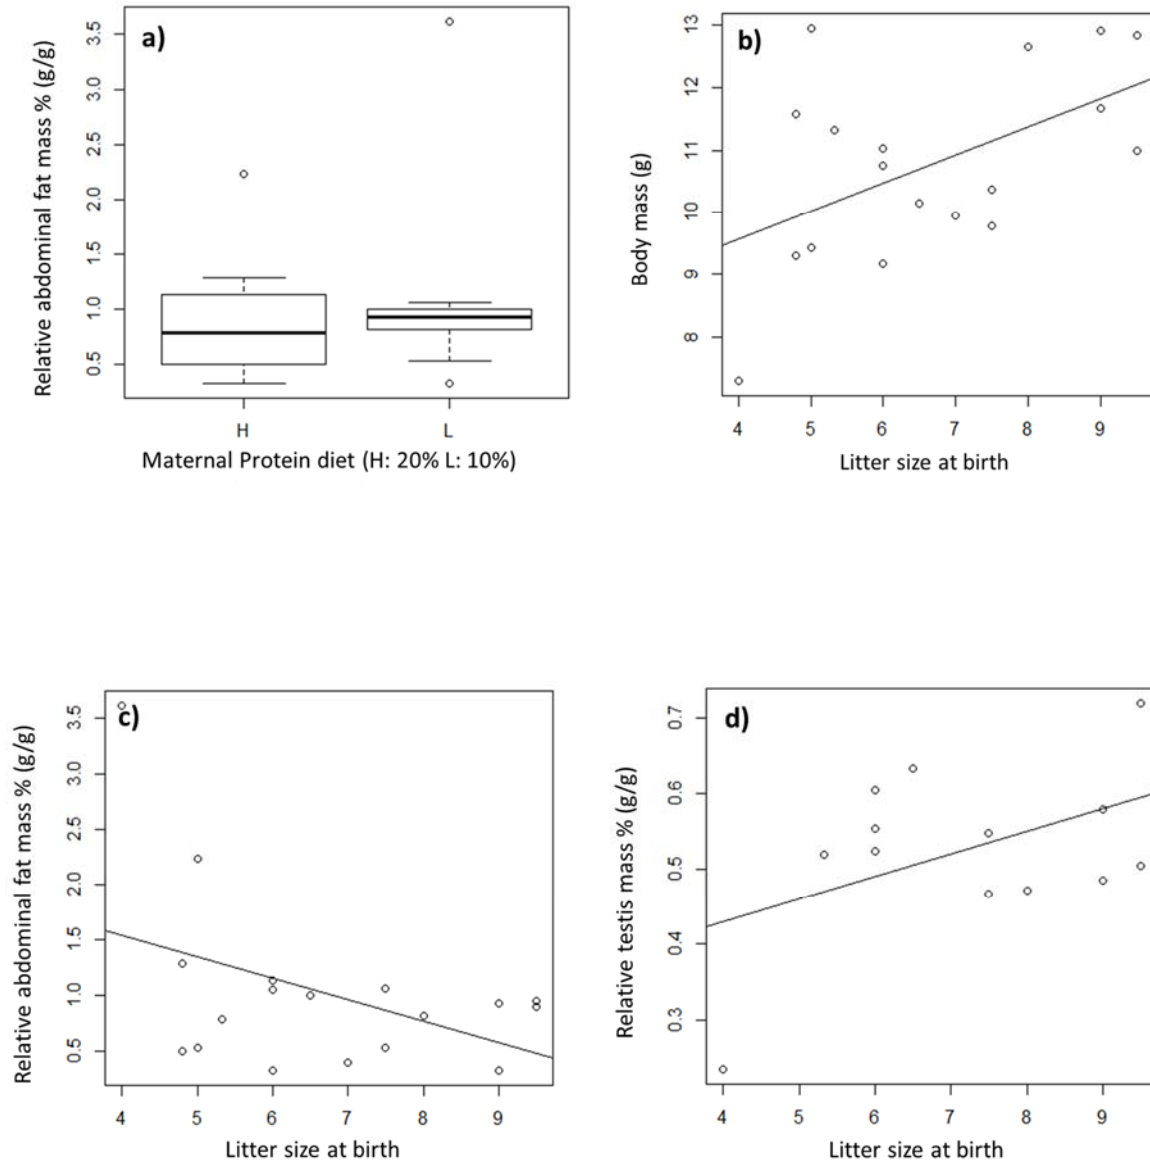 a)
Relative abdominal fat mass % (g/g)
3.5
3.0
2.5
2.0
1.5
1.0
0.5
H L
Maternal Protein diet (H: 20% L: 10%)
b)
Body mass (g)
13
12
11
10
9
8
4 5 6 7 8 9
Litter size at birth
c)
Relative abdominal fat mass % (g/g)
3.5
3.0
2.5
2.0
1.5
1.0
0.5
4 5 6 7 8 9
Litter size at birth
d)
Relative testis mass % (g/g)
0.7
0.6
0.5
0.4
0.3
4 5 6 7 8 9
Litter size at birth